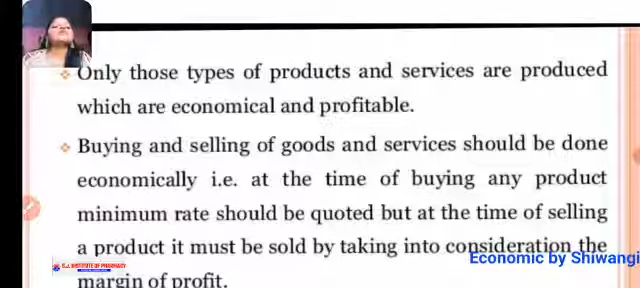 Only those types of products and services are produced
which are economical and profitable.
Buying and selling of goods and services should be done
economically i.e. at the time of buying any product
minimum rate should be quoted but at the time of selling
a product it must be sold by taking into consideration the
Economic by Shiwangi
S.J. INSTITUTE OF PHARMACY
margin of profit.